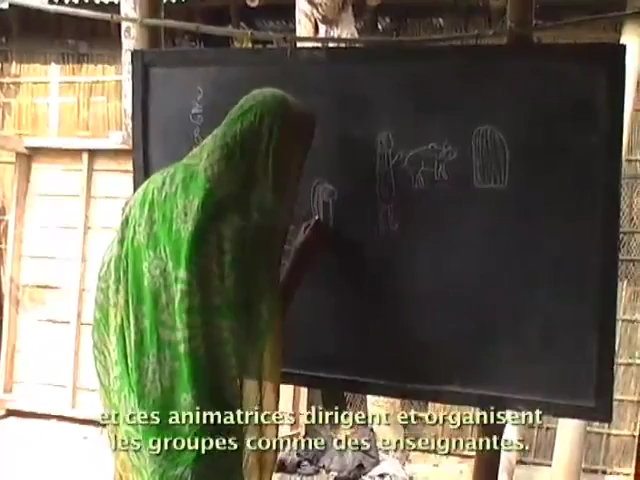 et ces animatrices dirigent et organisent
les groupes comme des enseignantes.